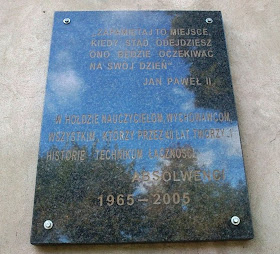 „ZAPAMIĘTAJ TO MIEJSCE,
KIEDY STĄD ODEJDZIESZ
ONO BĘDZIE OCZEKIWAĆ
NA SWÓJ DZIEŃ"
JAN PAWEŁ II
W HOŁDZIE NAUCZYCIELOM, WYCHOWAWCOM,
WSZYSTKIM, KTÓRZY PRZEZ 40 LAT TWORZYLI
HISTORIĘ TECHNIKUM ŁĄCZNOŚCI
ABSOLWENCI
1965 – 2005